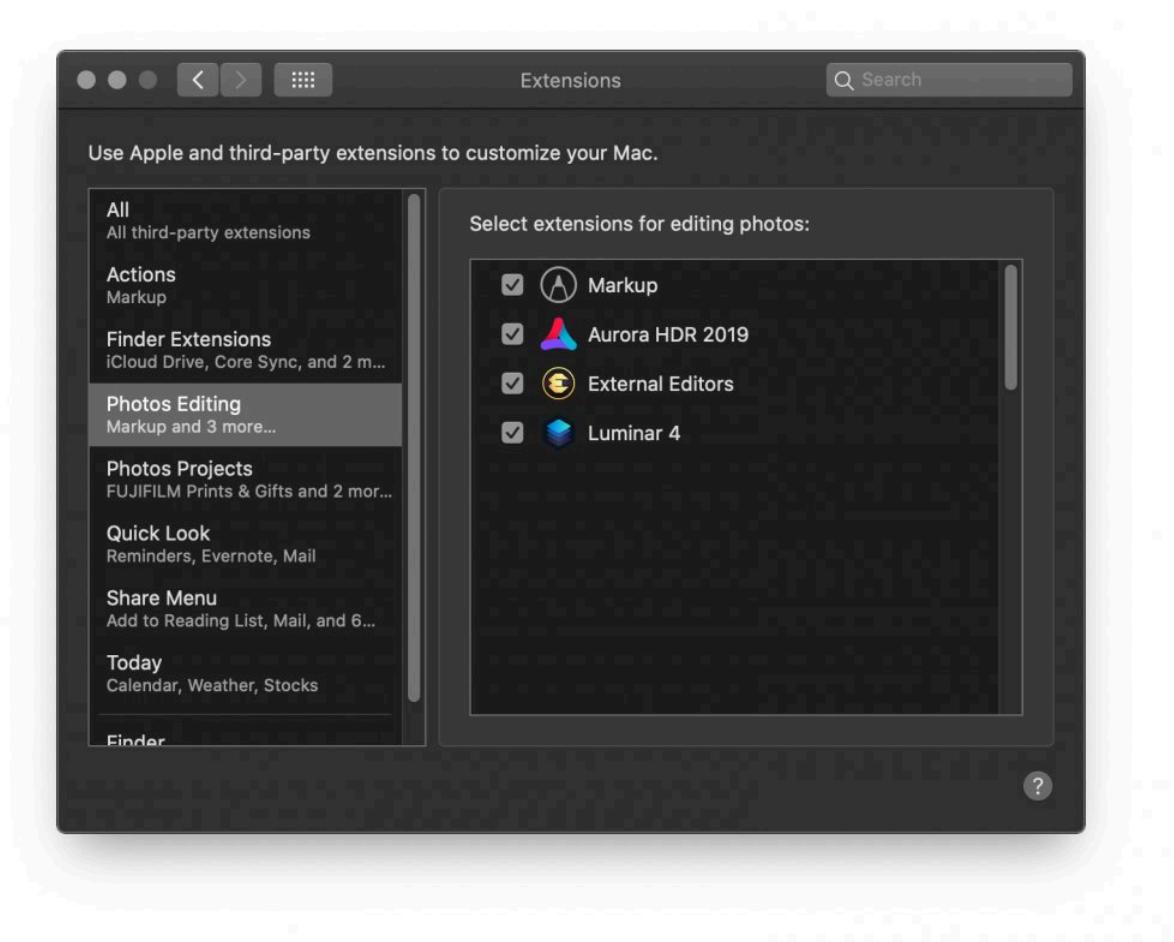 Extensions
Search
Use Apple and third-party extensions to customize your Mac.
All
All third-party extensions
Actions
Markup
Finder Extensions
iCloud Drive, Core Sync, and 2 m...
Photos Editing
Markup and 3 more...
Photos Projects
FUJIFILM Prints & Gifts and 2 mor...
Quick Look
Reminders, Evernote, Mail
Share Menu
Add to Reading List, Mail, and 6...
Today
Calendar, Weather, Stocks
Finder
Select extensions for editing photos:
Markup
Aurora HDR 2019
External Editors
Luminar 4
?